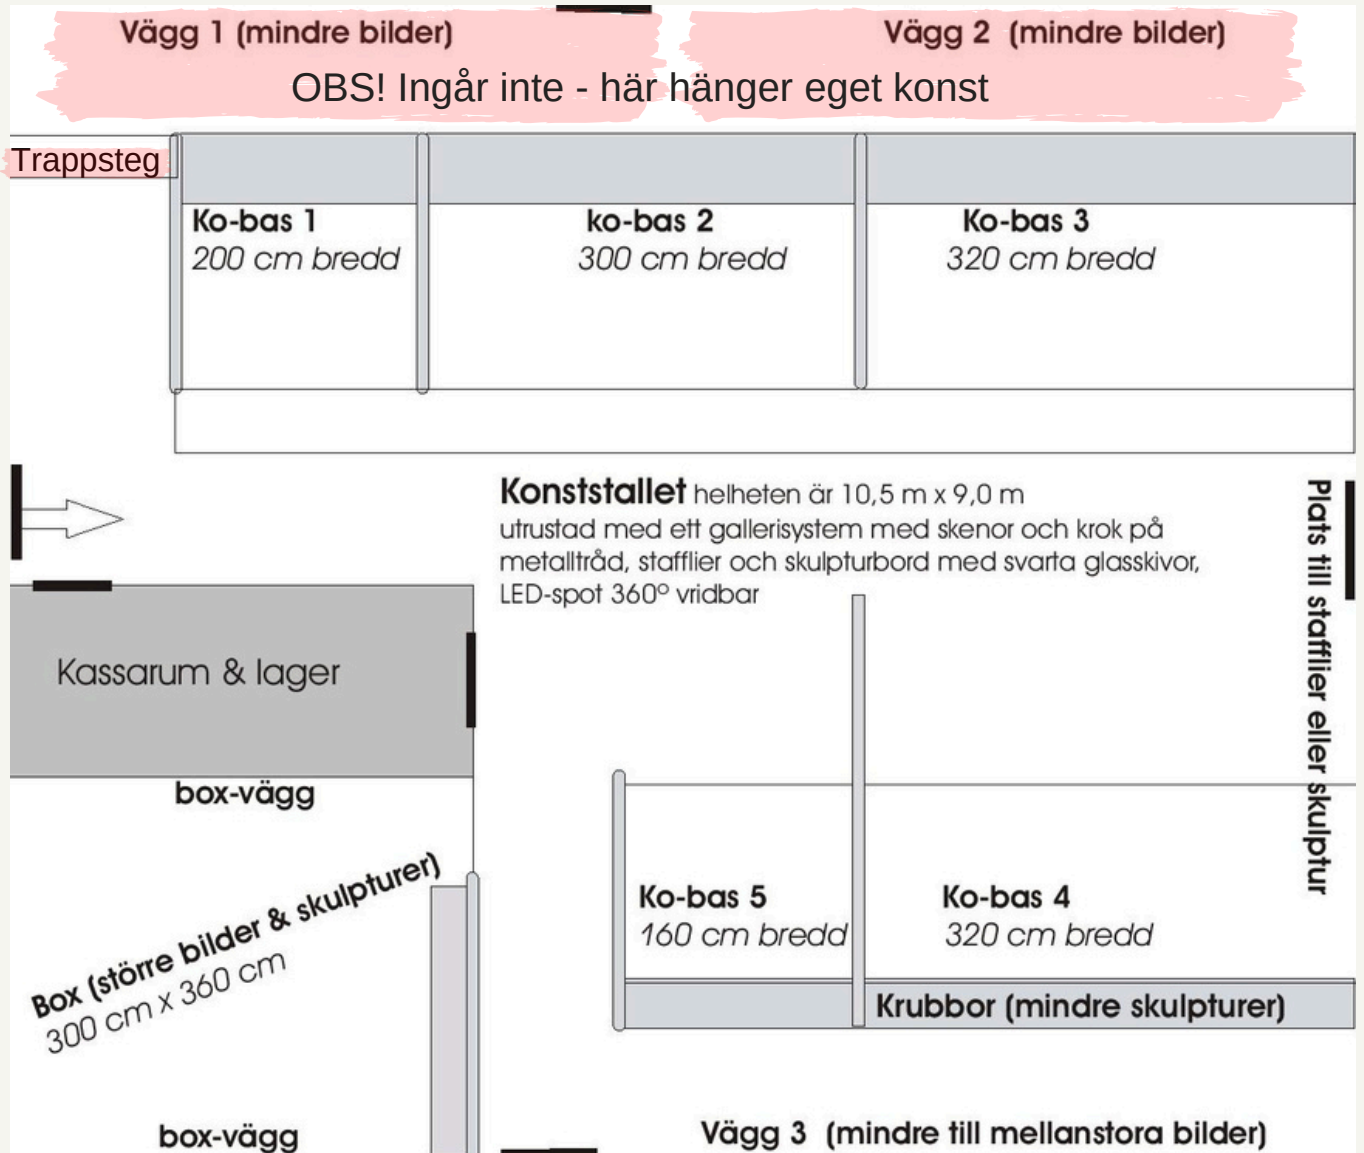 Vägg 1 (mindre bilder)
Vägg 2 (mindre bilder)
OBS! Ingår inte - här hänger eget konst
Trappsteg
Ko-bas 1
200 cm bredd
ko-bas 2
300 cm bredd
Ko-bas 3
320 cm bredd
Konststallet helheten är 10,5 m x 9,0 m
utrustad med ett gallerisystem med skenor och krok på
metalltråd, stafflier och skulpturbord med svarta glasskivor,
LED-spot 360º vridbar
Plats till stafflier eller skulptur
Kassarum & lager
box-vägg
Box (större bilder & skulpturer)
300 cm x 360 cm
Ko-bas 5
160 cm bredd
Ko-bas 4
320 cm bredd
Krubbor (mindre skulpturer)
box-vägg
Vägg 3 (mindre till mellanstora bilder)